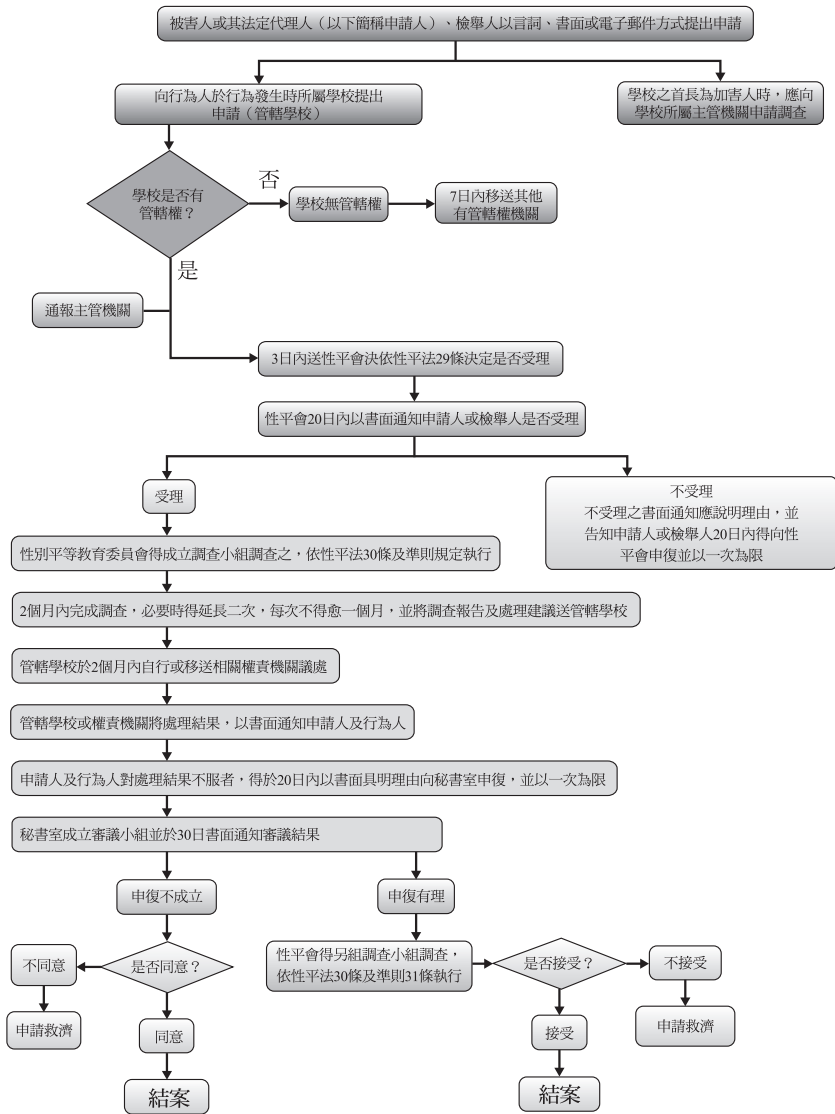 被害人或其法定代理人（以下簡稱申請人）、檢舉人以言詞、書面或電子郵件方式提出申請
向行為人於行為發生時所屬學校提出
申請（管轄學校）
學校之首長為加害人時，應向
學校所屬主管機關申請調查
學校是否有
管轄權？
否
學校無管轄權
7日內移送其他
有管轄權機關
是
通報主管機關
3日內送性平會決依性平法29條決定是否受理
性平會20日內以書面通知申請人或檢舉人是否受理
受理
不受理
不受理之書面通知應說明理由，並
告知申請人或檢舉人20日內得向性
平會申復並以一次為限
性別平等教育委員會得成立調查小組調查之，依性平法30條及準則規定執行
2個月內完成調查，必要時得延長二次，每次不得愈一個月，並將調查報告及處理建議送管轄學校
管轄學校於2個月內自行或移送相關權責機關議處
管轄學校或權責機關將處理結果，以書面通知申請人及行為人
申請人及行為人對處理結果不服者，得於20日內以書面具明理由向秘書室申復，並以一次為限
秘書室成立審議小組並於30日書面通知審議結果
申復不成立
申復有理
不同意
是否同意？
性平會得另組調查小組調查，
依性平法30條及準則31條執行
是否接受？
不接受
申請救濟
同意
接受
申請救濟
結案
結案